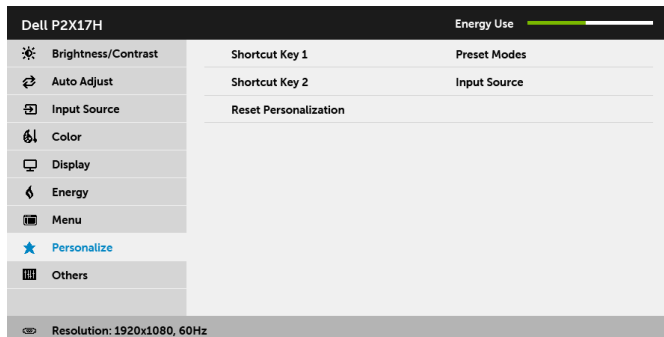 Dell P2X17H Energy Use
Brightness/Contrast Shortcut Key 1 Preset Modes
Auto Adjust Shortcut Key 2 Input Source
Input Source Reset Personalization
Color
Display
Energy
Menu
Personalize
Others
Resolution: 1920x1080, 60Hz